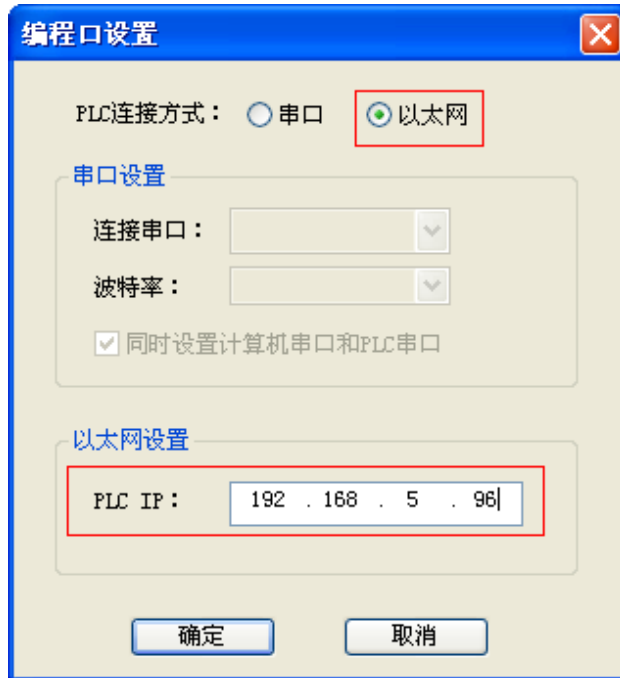 编程口设置
PLC连接方式： 串口 以太网
串口设置
连接串口：
波特率：
同时设置计算机串口和PLC串口
以太网设置
PLC IP： 192 . 168 . 5 . 96
确定 取消